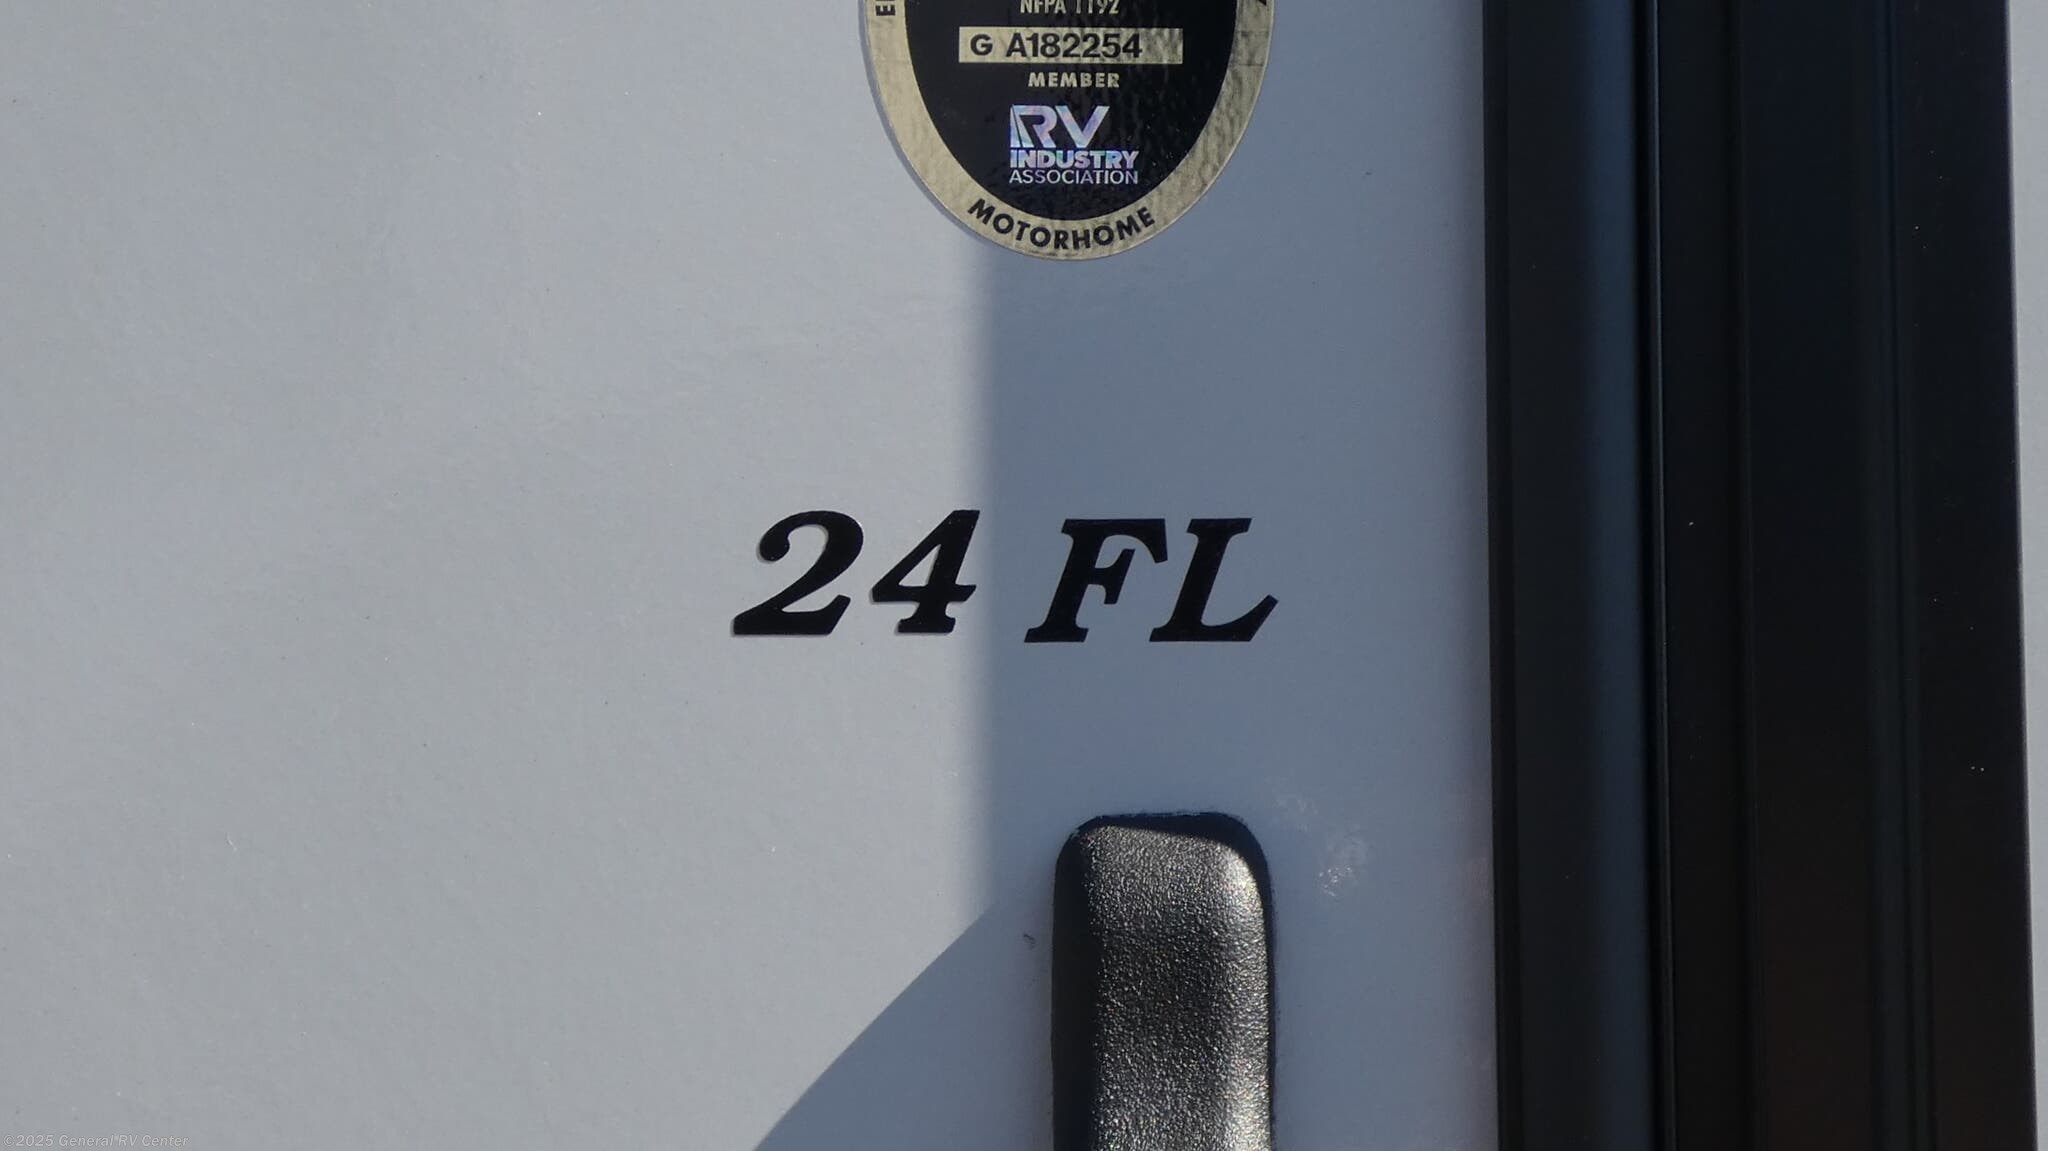 NFPA 1192
G A182254
MEMBER
RV
INDUSTRY
ASSOCIATION
MOTORHOME
24 FL
©2025 General RV Center